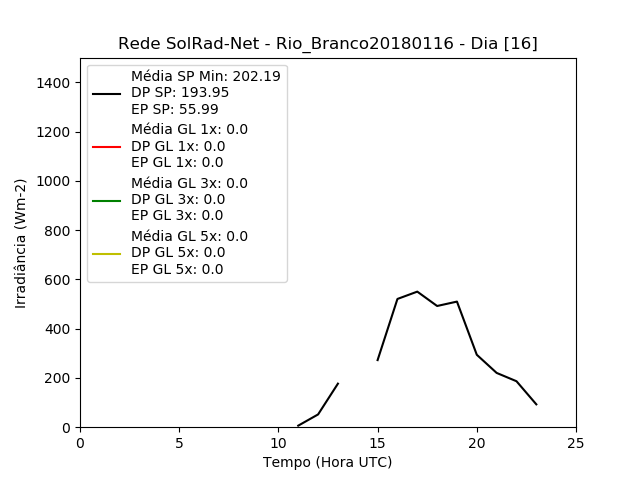 Rede SolRad-Net - Rio_Branco20180116 - Dia [16]
Média SP Min: 202.19
DP SP: 193.95
EP SP: 55.99
Média GL 1x: 0.0
DP GL 1x: 0.0
EP GL 1x: 0.0
Média GL 3x: 0.0
DP GL 3x: 0.0
EP GL 3x: 0.0
Média GL 5x: 0.0
DP GL 5x: 0.0
EP GL 5x: 0.0
Irradiância (Wm-2)
1400
1200
1000
800
600
400
200
0
0 5 10 15 20 25
Tempo (Hora UTC)